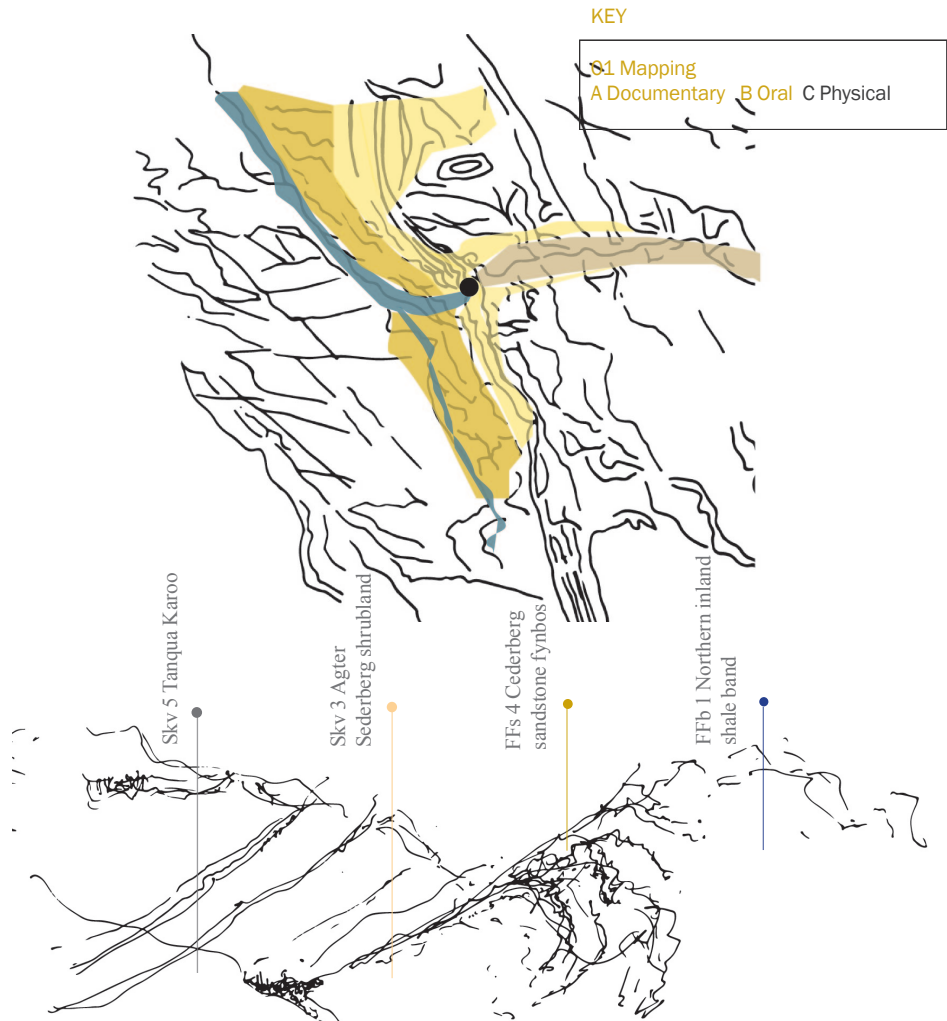 KEY
01 Mapping
A Documentary B Oral C Physical
Skv 5 Tanqua Karoo
Skv 3 Agter
Sederberg shrubland
FFs 4 Cederberg
sandstone fynbos
FFb 1 Northern inland
shale band